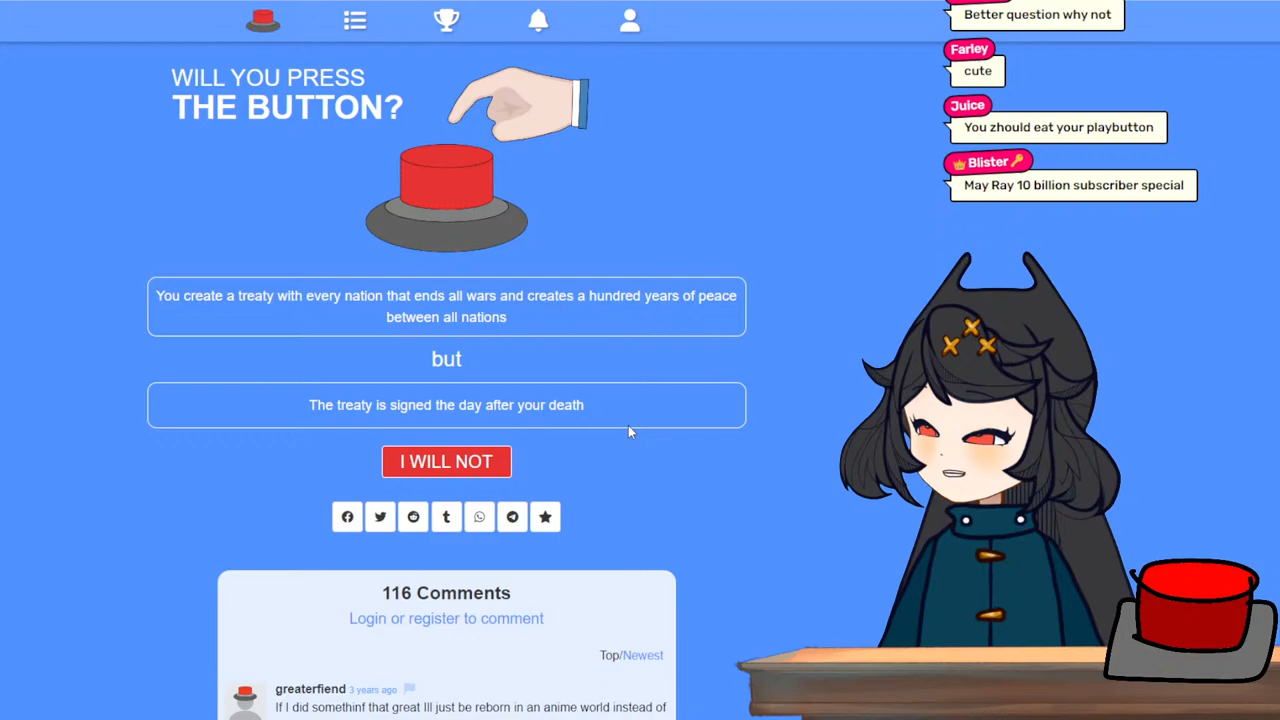 WILL YOU PRESS
THE BUTTON?
You create a treaty with every nation that ends all wars and creates a hundred years of peace
between all nations
but
The treaty is signed the day after your death
I WILL NOT
116 Comments
Login or register to comment
Top/Newest
greaterfiend 3 years ago
If I did somethinf that great Ill just be reborn in an anime world instead of
Better question why not
Farley
cute
Juice
You zhould eat your playbutton
Blister
May Ray 10 billion subscriber special